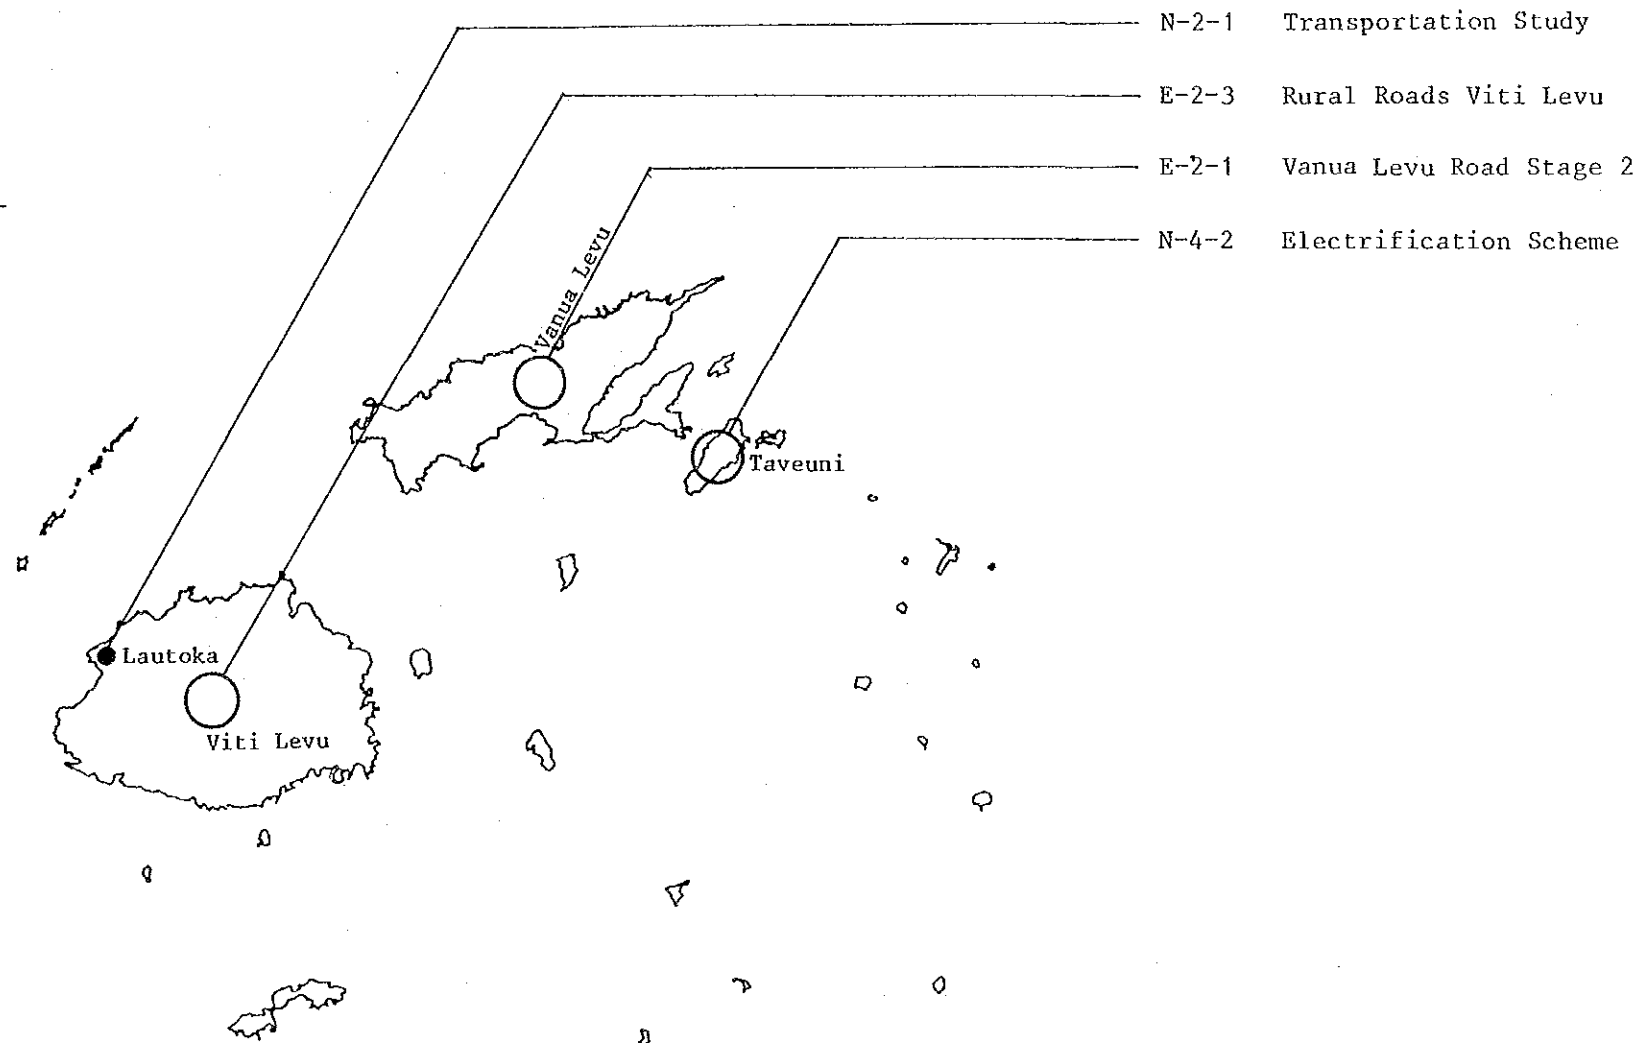 N-2-1 Transportation Study
E-2-3 Rural Roads Viti Levu
E-2-1 Vanua Levu Road Stage 2
N-4-2 Electrification Scheme
Vanua Levu
Taveuni
Lautoka
Viti Levu